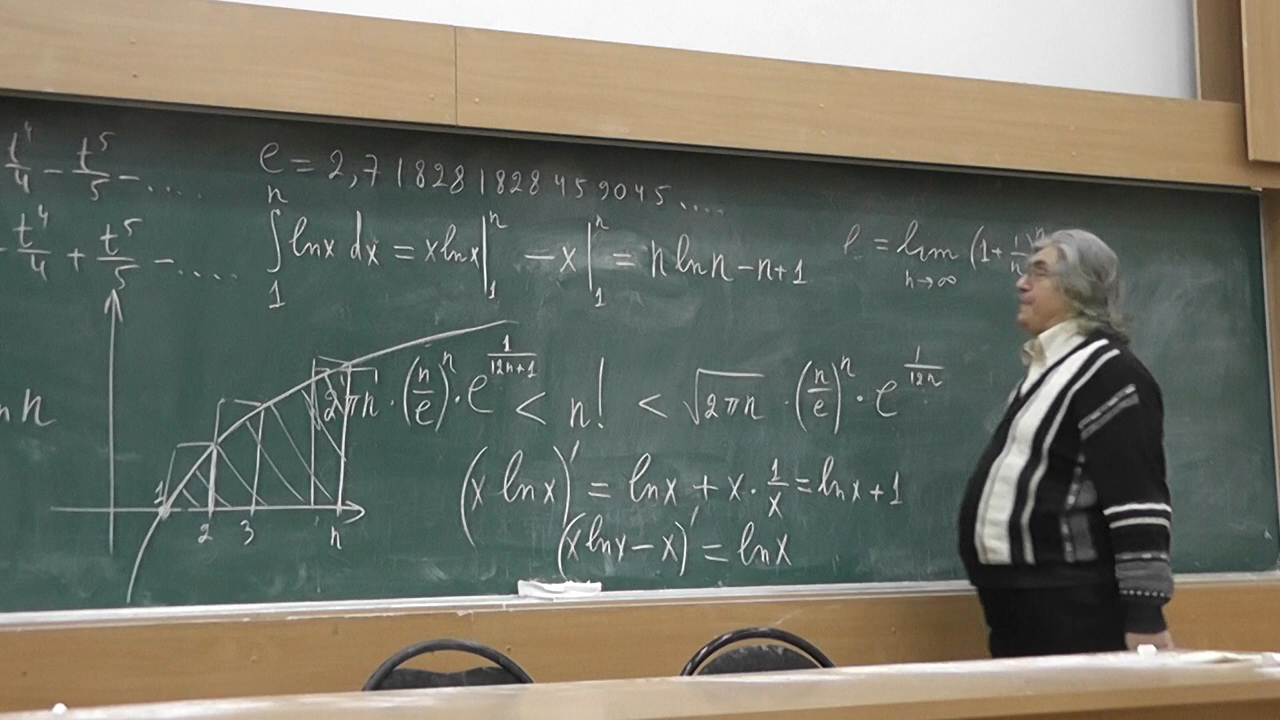 t⁴/4 − t⁵/5 − ....
e = 2,718281828459045....
− t⁴/4 + t⁵/5 − ....
∫₁ⁿ ln x dx = x ln x |₁ⁿ − x |₁ⁿ = n ln n − n + 1
e = lim n→∞ (1 + 1/n)ⁿ
n
√2πn · (n/e)ⁿ · e^(1/(12n+1)) < n! < √2πn · (n/e)ⁿ · e^(1/(12n))
1 2 3 n
(x ln x)′ = ln x + x · 1/x = ln x + 1
(x ln x − x)′ = ln x